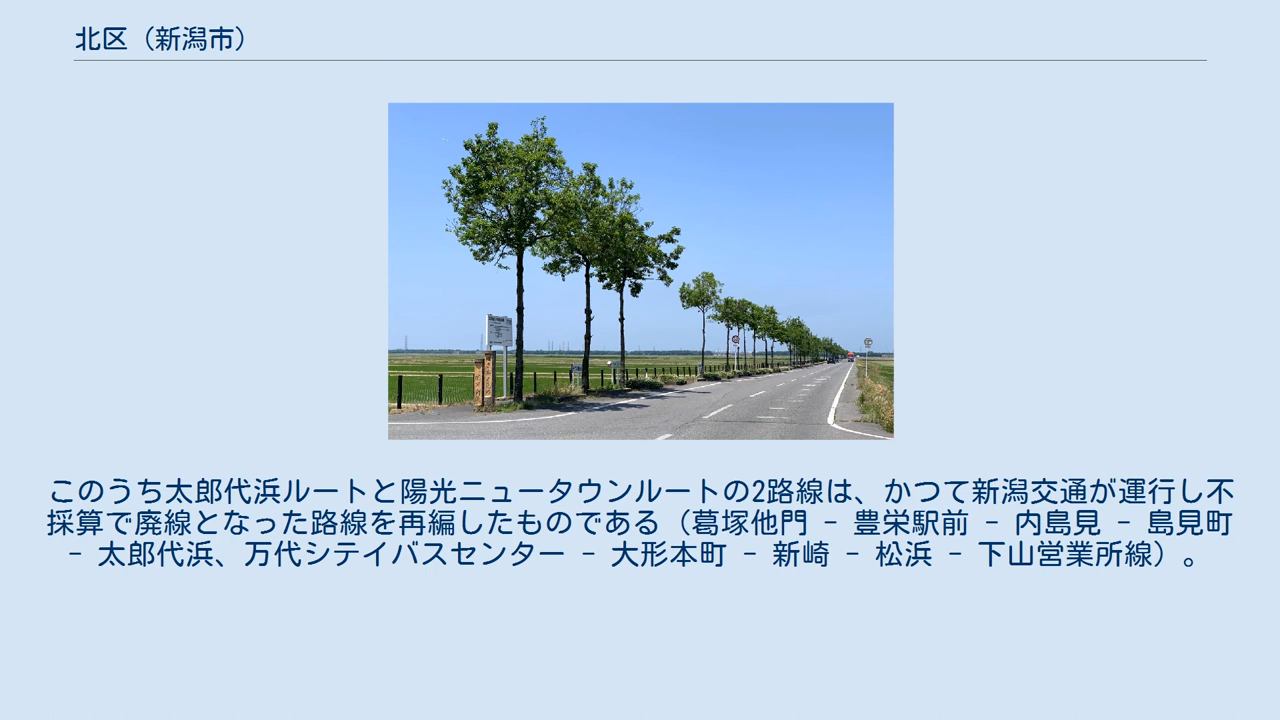 北区（新潟市）
このうち太郎代浜ルートと陽光ニュータウンルートの2路線は、かつて新潟交通が運行し不
採算で廃線となった路線を再編したものである（葛塚他門 － 豊栄駅前 － 内島見 － 島見町
－ 太郎代浜、万代シテイバスセンター － 大形本町 － 新崎 － 松浜 － 下山営業所線）。